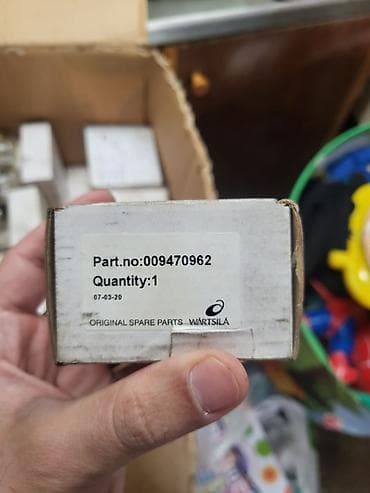 Part.no:009470962
Quantity:1
07-03-20
ORIGINAL SPARE PARTS WÄRTSILÄ